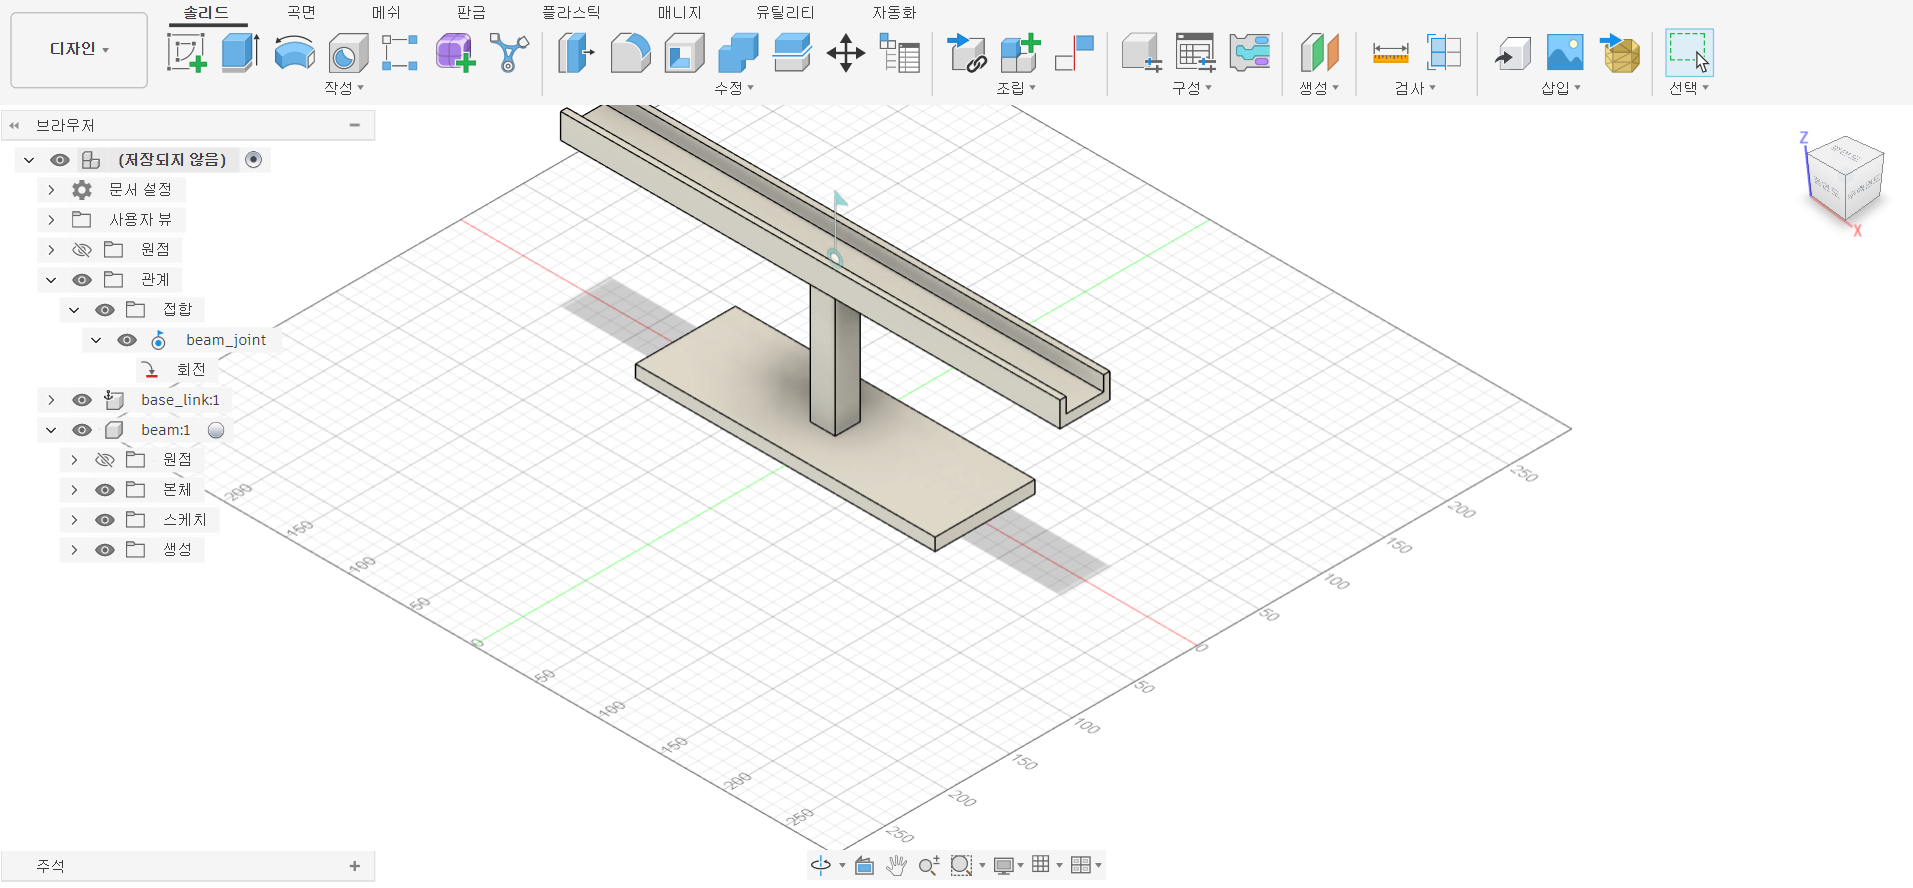 솔리드 곡면 메쉬 판금 플라스틱 매니지 유틸리티 자동화
디자인
작성 수정 조립 구성 생성 검사 삽입 선택
브라우저
(저장되지 않음)
문서 설정
사용자 뷰
원점
관계
접합
beam_joint
회전
base_link:1
beam:1
원점
본체
스케치
생성
주석
Z
X
200
150
100
50
0
50
100
150
200
250
250
200
150
100
50
0
50
100
150
200
250